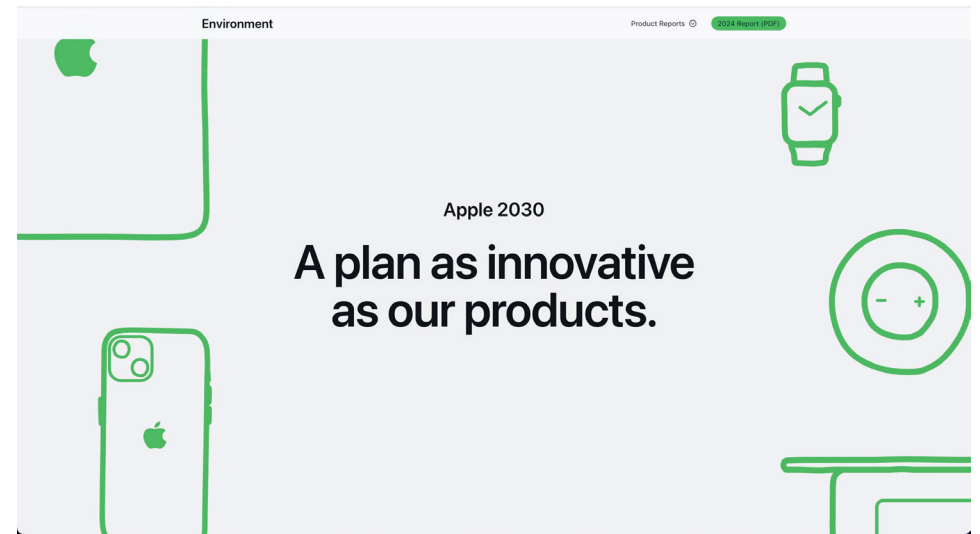 Environment
Product Reports
2024 Report (PDF)
Apple 2030
A plan as innovative
as our products.